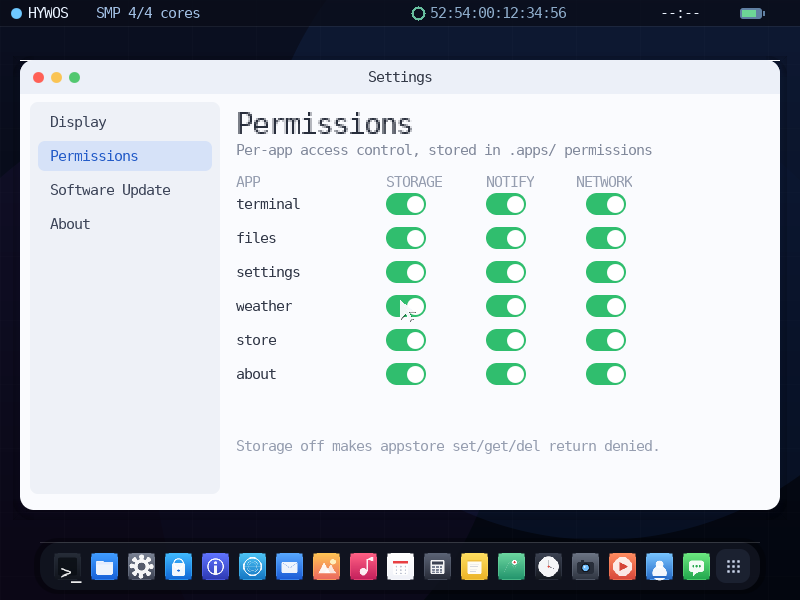 HYWOS SMP 4/4 cores 52:54:00:12:34:56 --:--
Settings
Display
Permissions
Software Update
About
Permissions
Per-app access control, stored in .apps/ permissions
APP STORAGE NOTIFY NETWORK
terminal
files
settings
weather
store
about
Storage off makes appstore set/get/del return denied.
>_